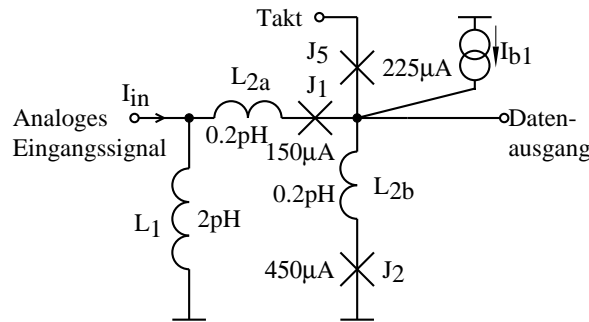 Takt
J5
225µA
Ib1
L2a
J1
Iin
Analoges
Eingangssignal
0.2pH
150µA
Daten-
ausgang
L2b
0.2pH
L1
2pH
450µA
J2